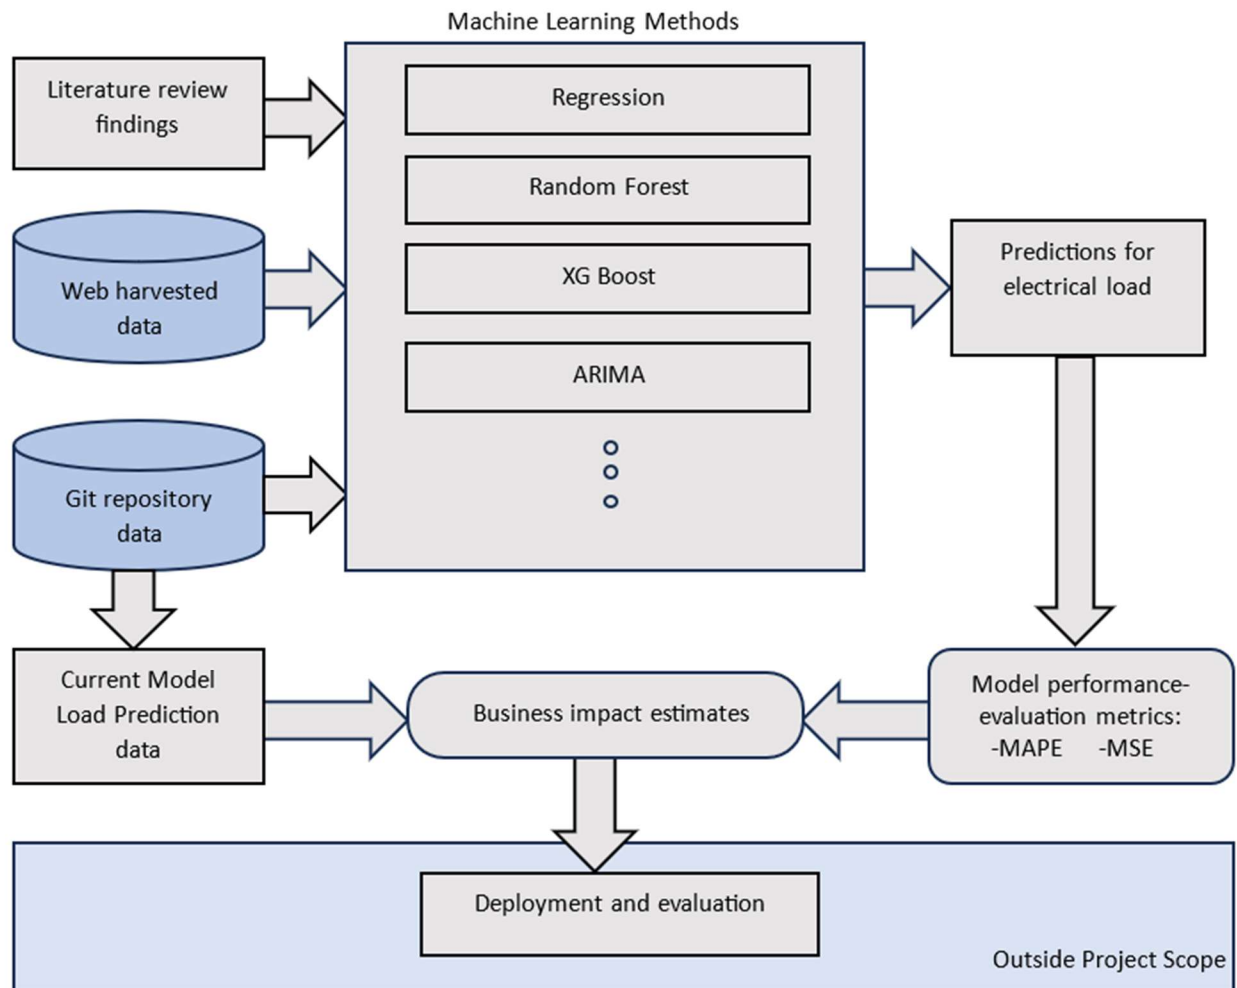 Machine Learning Methods
Literature review
findings
Regression
Random Forest
XG Boost
ARIMA
Web harvested
data
Git repository
data
Predictions for
electrical load
Current Model
Load Prediction
data
Business impact estimates
Model performance-
evaluation metrics:
-MAPE -MSE
Deployment and evaluation
Outside Project Scope